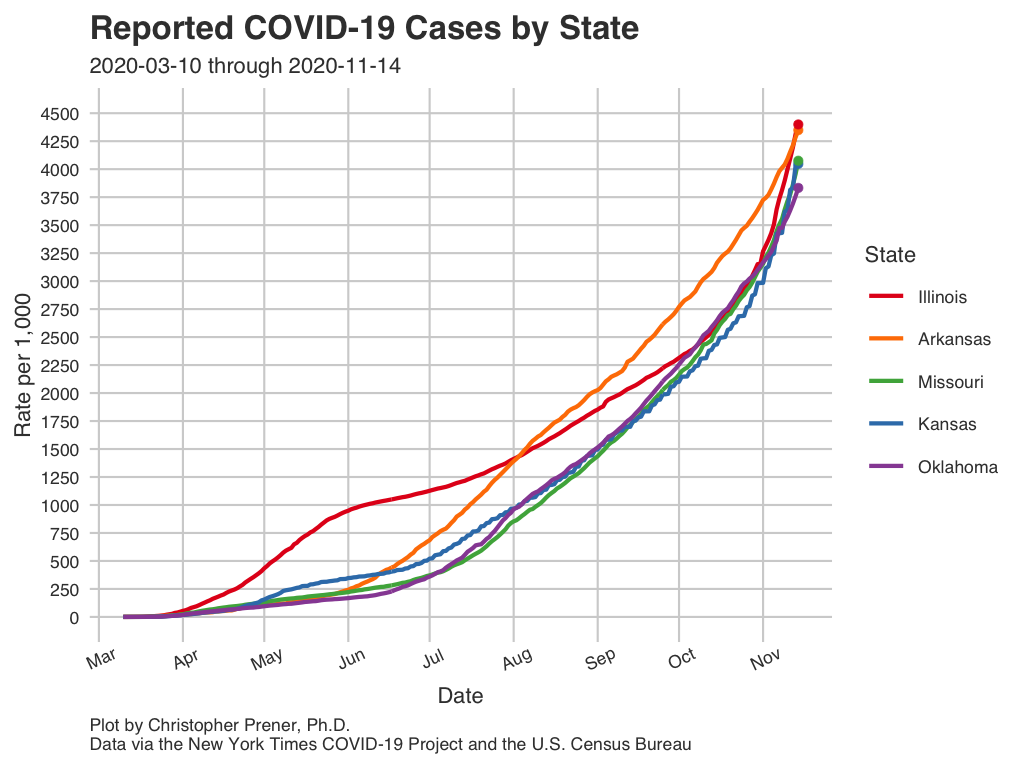 Reported COVID-19 Cases by State
2020-03-10 through 2020-11-14
4500
4250
4000
3750
3500
3250
3000
2750
2500
2250
2000
1750
1500
1250
1000
750
500
250
0
Rate per 1,000
Mar Apr May Jun Jul Aug Sep Oct Nov
Date
State
Illinois
Arkansas
Missouri
Kansas
Oklahoma
Plot by Christopher Prener, Ph.D.
Data via the New York Times COVID-19 Project and the U.S. Census Bureau